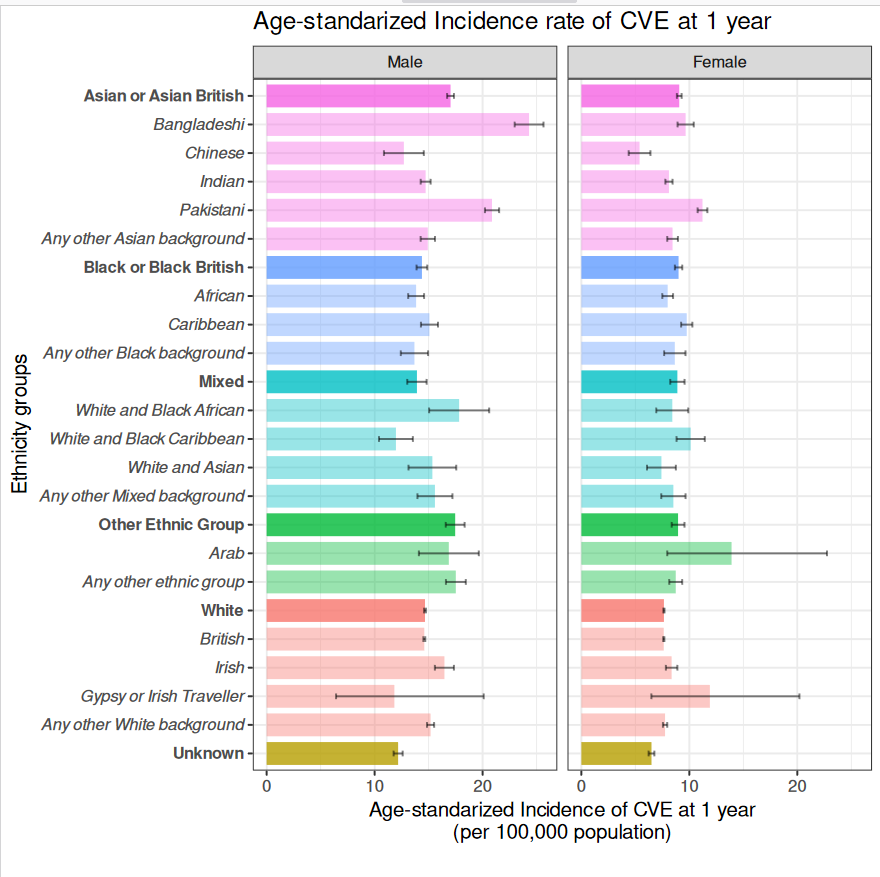 Age-standarized Incidence rate of CVE at 1 year
Male
Female
Ethnicity groups
Asian or Asian British
Bangladeshi
Chinese
Indian
Pakistani
Any other Asian background
Black or Black British
African
Caribbean
Any other Black background
Mixed
White and Black African
White and Black Caribbean
White and Asian
Any other Mixed background
Other Ethnic Group
Arab
Any other ethnic group
White
British
Irish
Gypsy or Irish Traveller
Any other White background
Unknown
0 10 20 0 10 20
Age-standarized Incidence of CVE at 1 year
(per 100,000 population)